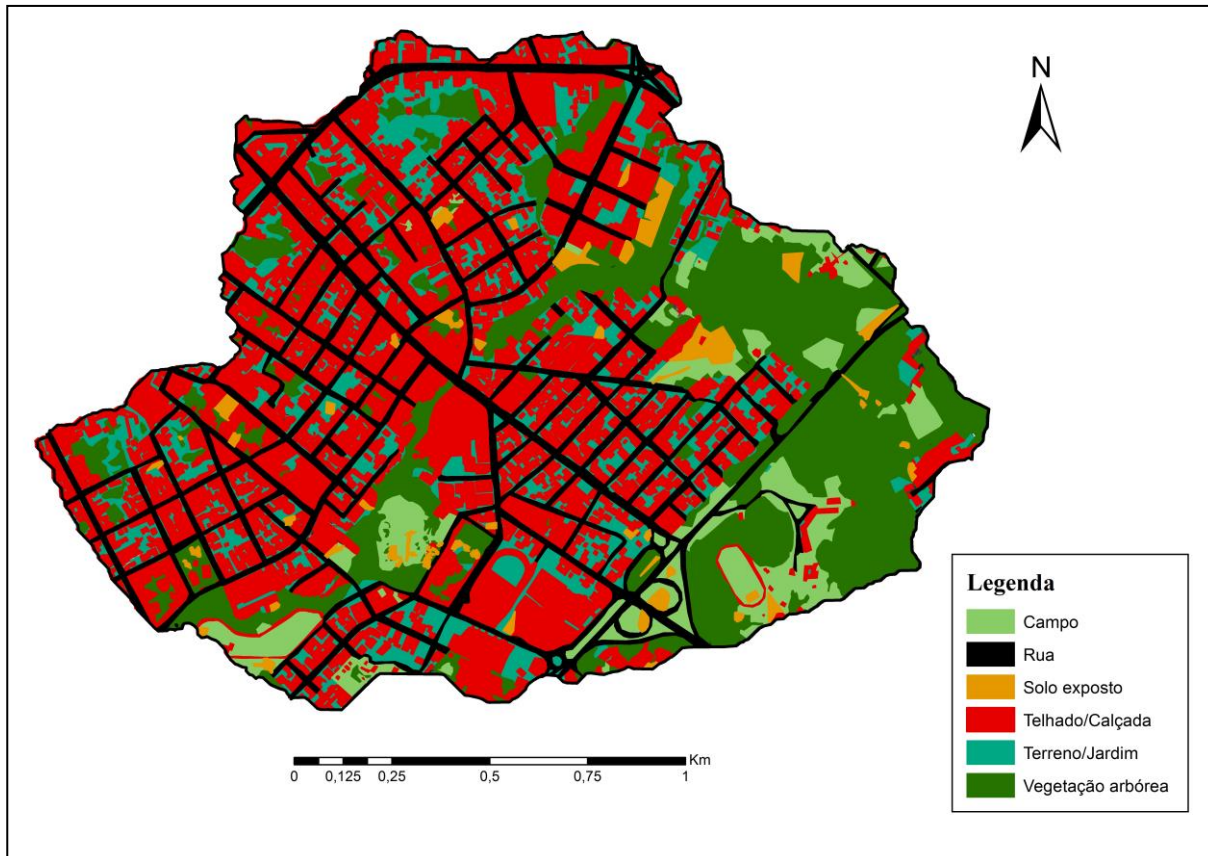 N
Km
0 0,125 0,25 0,5 0,75 1
Legenda
Campo
Rua
Solo exposto
Telhado/Calçada
Terreno/Jardim
Vegetação arbórea